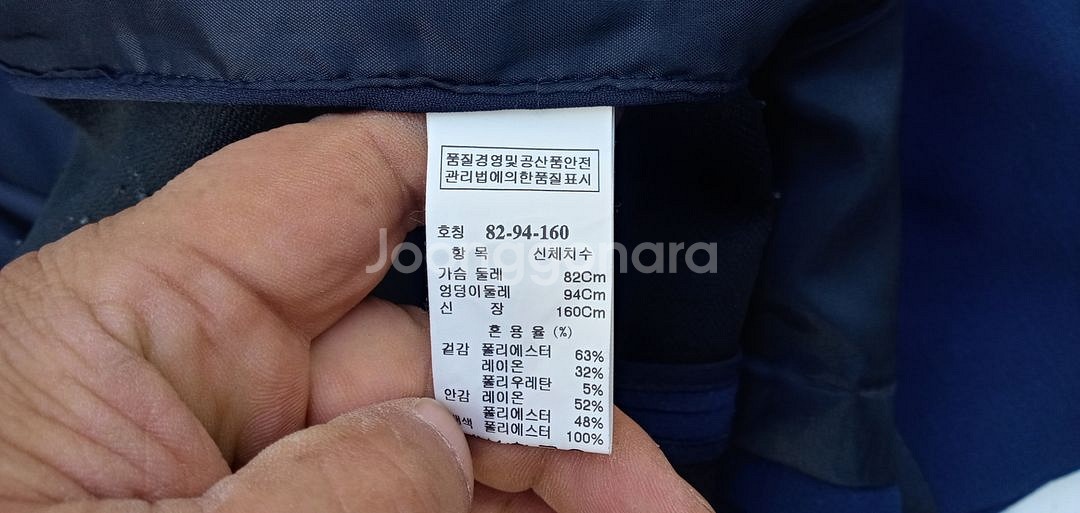 품질경영및공산품안전
관리법에의한품질표시
호칭 82-94-160
항 목 신체치수
가슴 둘레 82Cm
엉덩이둘레 94Cm
신 장 160Cm
혼 용 율 (%)
겉감 폴리에스터 63%
레이온 32%
폴리우레탄 5%
안감 레이온 52%
폴리에스터 48%
배색 폴리에스터 100%
Joonggonara